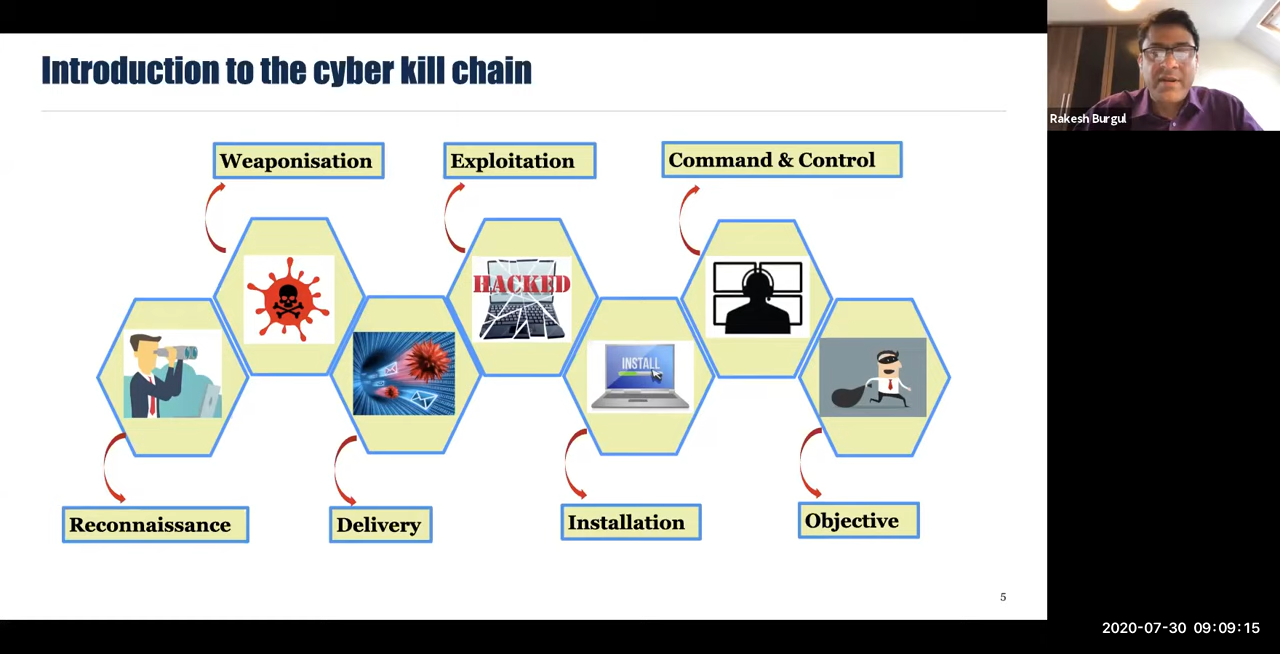 Introduction to the cyber kill chain
Rakesh Burgul
Weaponisation
Exploitation
Command & Control
HACKED
INSTALL
Reconnaissance
Delivery
Installation
Objective
5
2020-07-30 09:09:15